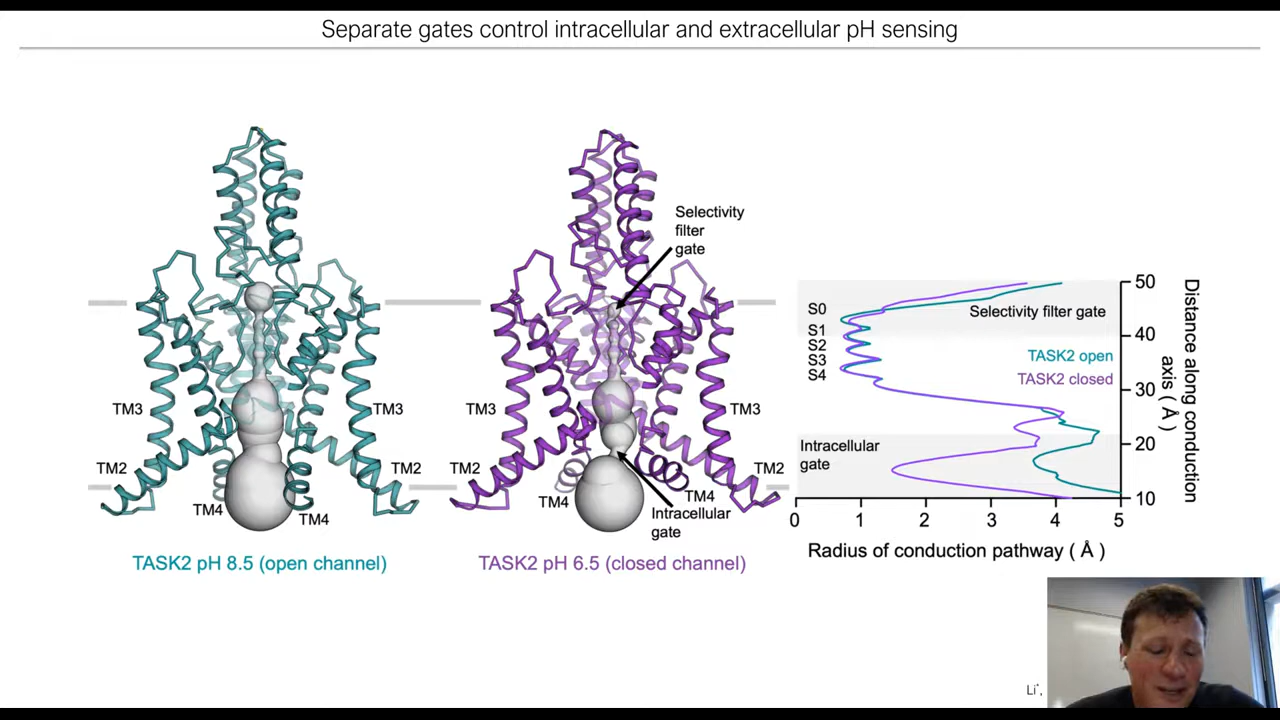 Separate gates control intracellular and extracellular pH sensing
Selectivity
filter
gate
TM3
TM3
TM2
TM2
TM4
TM4
TASK2 pH 8.5 (open channel)
TM3
TM3
TM2
TM2
TM4
TM4
Intracellular
gate
TASK2 pH 6.5 (closed channel)
S0
S1
S2
S3
S4
Selectivity filter gate
TASK2 open
TASK2 closed
Intracellular
gate
50
40
30
20
10
Distance along conduction
axis ( Å )
0 1 2 3 4 5
Radius of conduction pathway ( Å )
Li*,